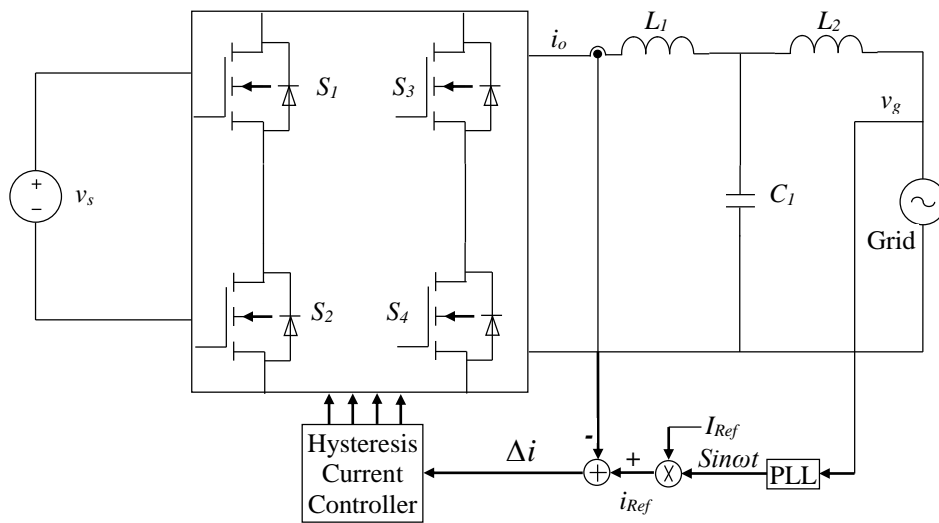 L1
L2
io
S1
S3
vg
+
−
vs
C1
Grid
S2
S4
IRef
Hysteresis
Current
Controller
Δi
-
+
+
iRef
X
Sinωt
PLL